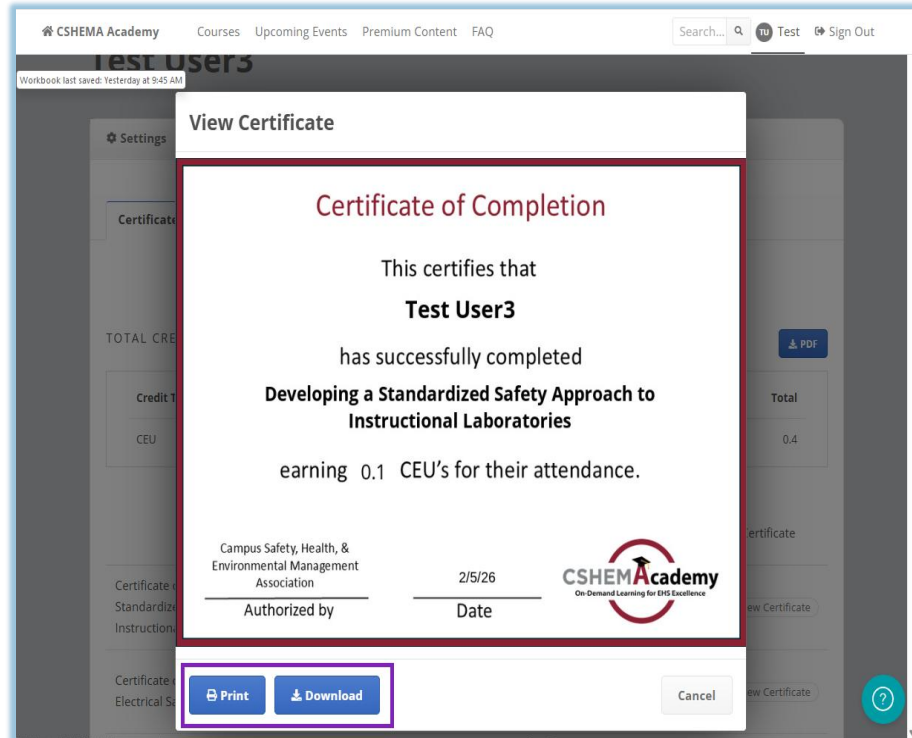 CSHEMA Academy Courses Upcoming Events Premium Content FAQ Search... TU Test Sign Out
Test User3
Workbook last saved: Yesterday at 9:45 AM
Settings
View Certificate
Certificate
Certificate of Completion
This certifies that
Test User3
has successfully completed
Developing a Standardized Safety Approach to
Instructional Laboratories
earning 0.1 CEU's for their attendance.
Campus Safety, Health, &
Environmental Management
Association
Authorized by
2/5/26
Date
CSHEMAcademy
On-Demand Learning for EHS Excellence
TOTAL CRE
PDF
Credit T
Total
CEU
0.4
Certificate
Certificate
Standardize
Instruction
ew Certificate
Certificate
Electrical Sa
ew Certificate
Print Download Cancel
?